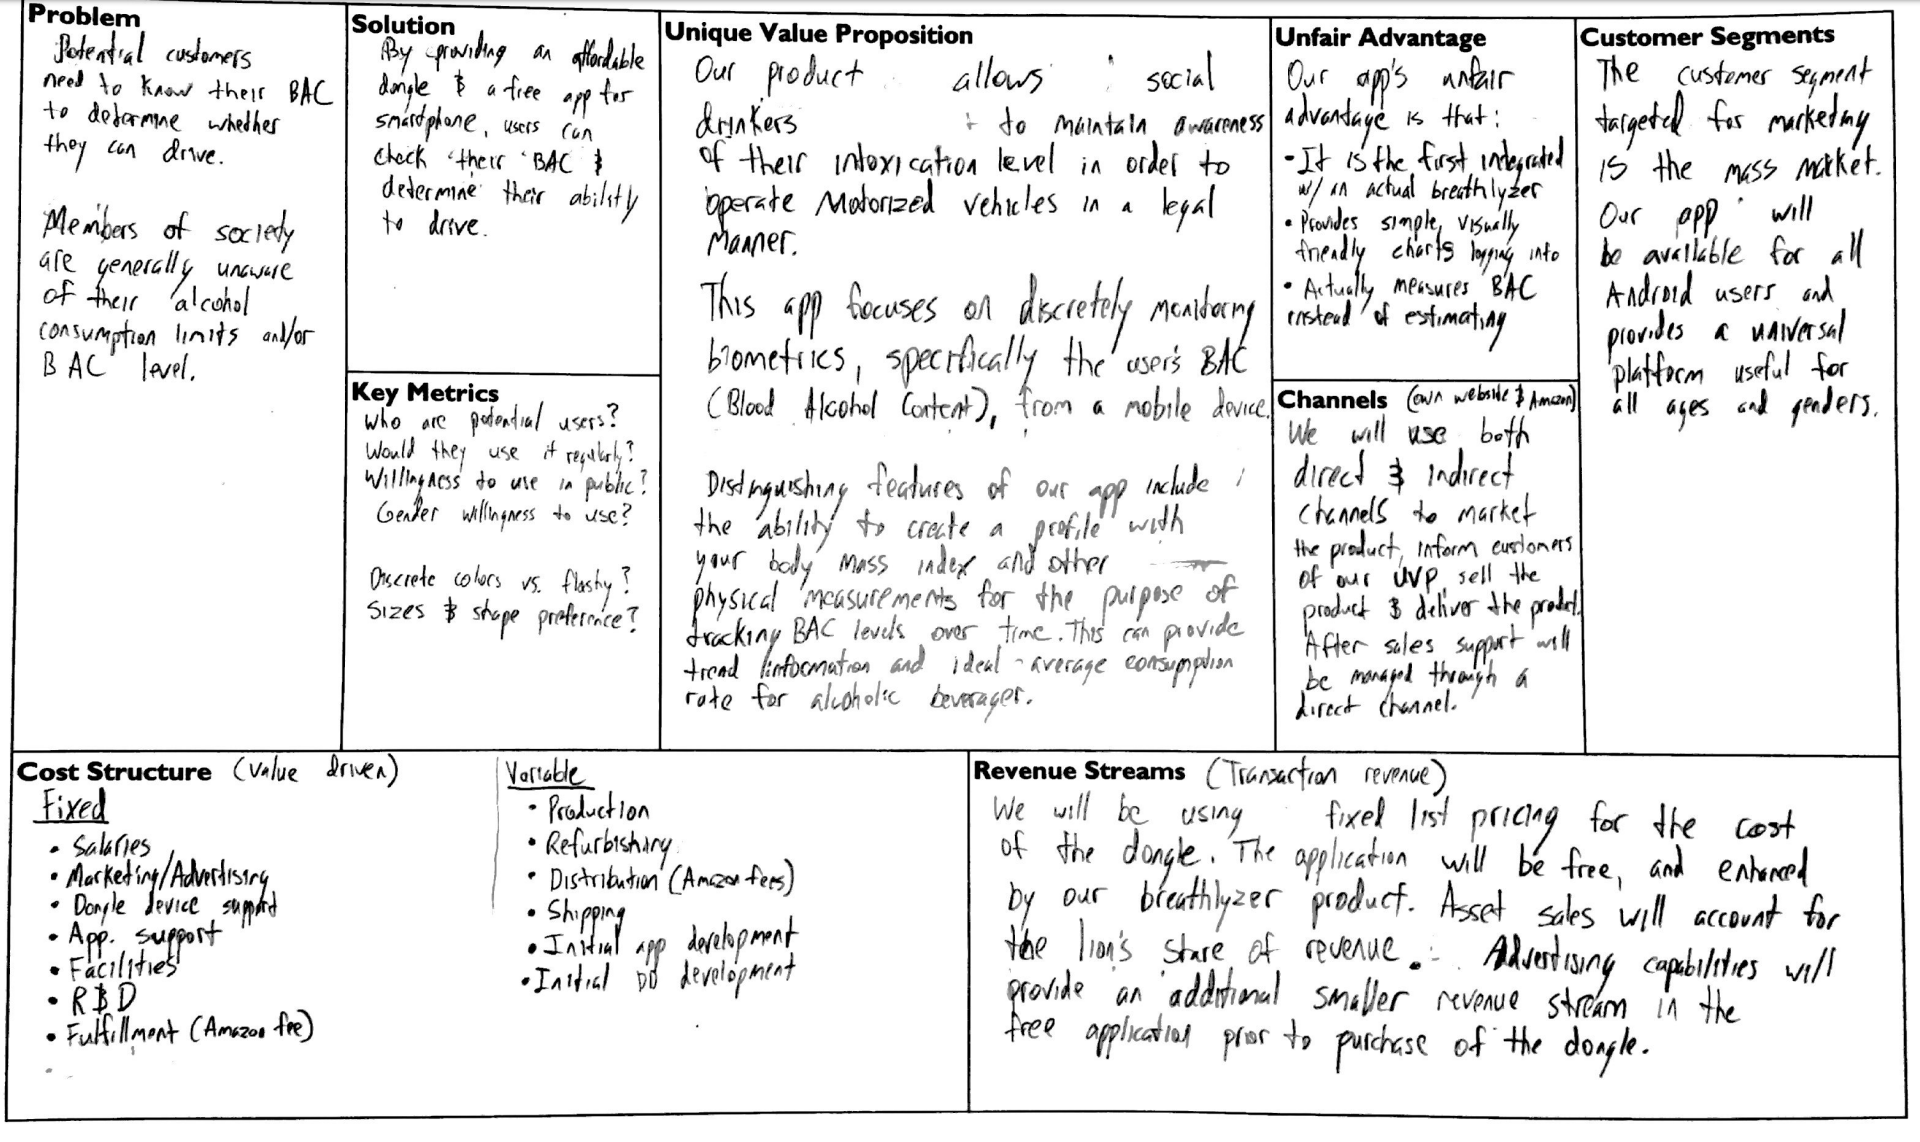 Problem
Potential customers
need to know their BAC
to determine whether
they can drive.
Members of society
are generally unaware
of their alcohol
consumption limits and/or
BAC level.
Solution
By providing an affordable
dongle & a free app for
smartphone, users can
check their BAC &
determine their abilitly
to drive.
Key Metrics
Who are potential users?
Would they use it regularly?
Willingness to use in public?
Gender willingness to use?
Discrete colors vs. flashy?
Sizes & shape preference?
Unique Value Proposition
Our product allows social
drinkers to maintain awareness
of their intoxication level in order to
operate Motorized vehicles in a legal
manner.
This app focuses on discretely monitoring
biometrics, specifically the user's BAC
(Blood Alcohol Content), from a mobile device.
Distinguishing features of our app include
the ability to create a profile with
your body mass index and other
physical measurements for the purpose of
tracking BAC levels over time. This can provide
trend information and ideal-average consumption
rate for alcoholic beverages.
Unfair Advantage
Our app's unfair
advantage is that:
- It is the first integrated
w/ an actual breathlyzer
• Provides simple, visually
friendly charts logging info
• Actually measures BAC
instead of estimating
Channels (own website & Amazon)
We will use both
direct & indirect
channels to market
the product, inform customers
of our UVP, sell the
product & deliver the product.
After sales support will
be managed through a
direct channel.
Customer Segments
The customer segment
targeted for marketing
is the mass market.
Our app will
be available for all
Android users and
provides a universal
platform useful for
all ages and genders.
Cost Structure (value driven)
Fixed
• Salaries
• Marketing/Advertising
• Dongle device support
• App. support
• Facilities
• R&D
• Fulfillment (Amazon fee)
Variable
• Production
• Refurbishing
• Distribution (Amazon fees)
• Shipping
• Initial app development
• Initial DD development
Revenue Streams (Transaction revenue)
We will be using fixed list pricing for the cost
of the dongle. The application will be free, and enhanced
by our breathlyzer product. Asset sales will account for
the lion's share of revenue. Advertising capabilities will
provide an additional smaller revenue stream in the
free application prior to purchase of the dongle.